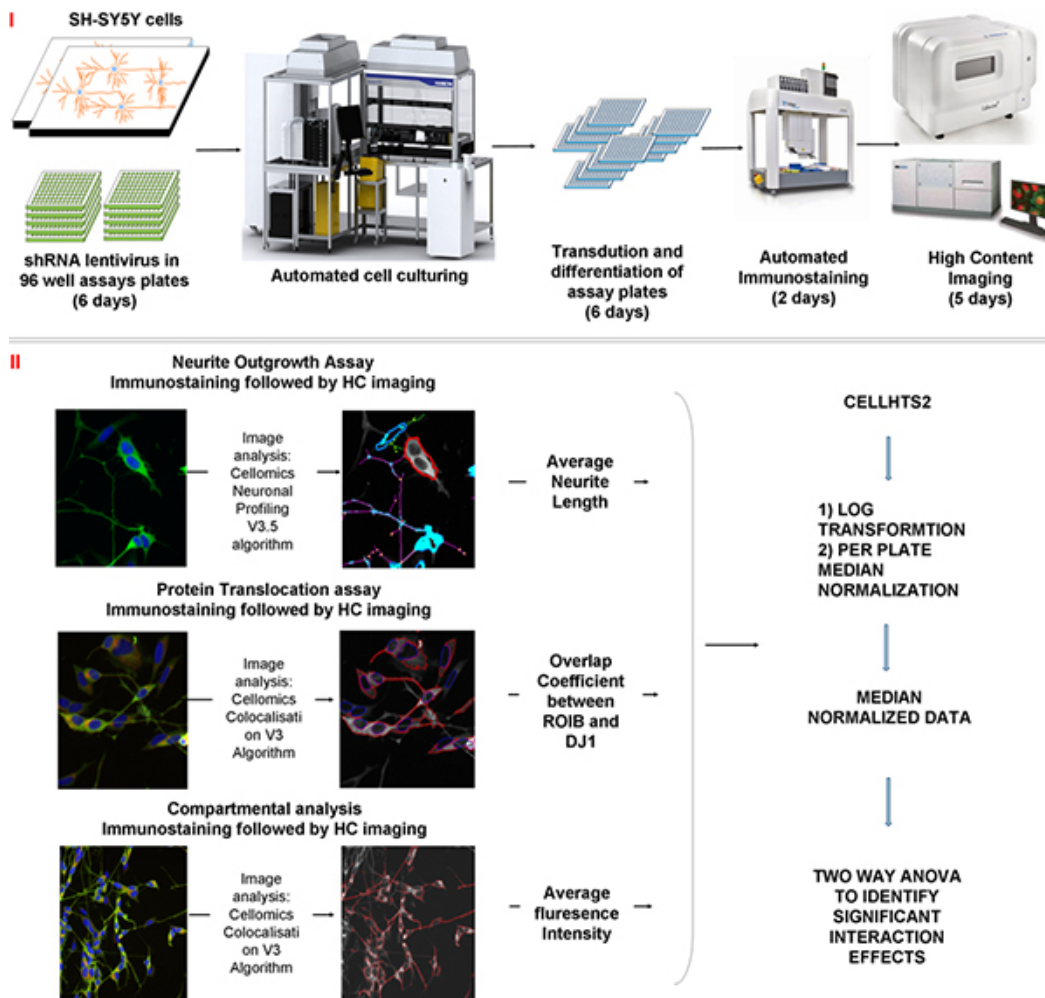 I
SH-SY5Y cells
shRNA lentivirus in
96 well assays plates
(6 days)
Automated cell culturing
Transdution and
differentiation of
assay plates
(6 days)
Automated
Immunostaining
(2 days)
High Content
Imaging
(5 days)
II
Neurite Outgrowth Assay
Immunostaining followed by HC imaging
Image
analysis:
Cellomics
Neuronal
Profiling
V3.5
algorithm
Average
Neurite
Length
Protein Translocation assay
Immunostaining followed by HC imaging
Image
analysis:
Cellomics
Colocalisati
on V3
Algorithm
Overlap
Coefficient
between
ROIB and
DJ1
Compartmental analysis
Immunostaining followed by HC imaging
Image
analysis:
Cellomics
Colocalisati
on V3
Algorithm
Average
fluresence
Intensity
CELLHTS2
1) LOG
TRANSFORMTION
2) PER PLATE
MEDIAN
NORMALIZATION
MEDIAN
NORMALIZED DATA
TWO WAY ANOVA
TO IDENTIFY
SIGNIFICANT
INTERACTION
EFFECTS